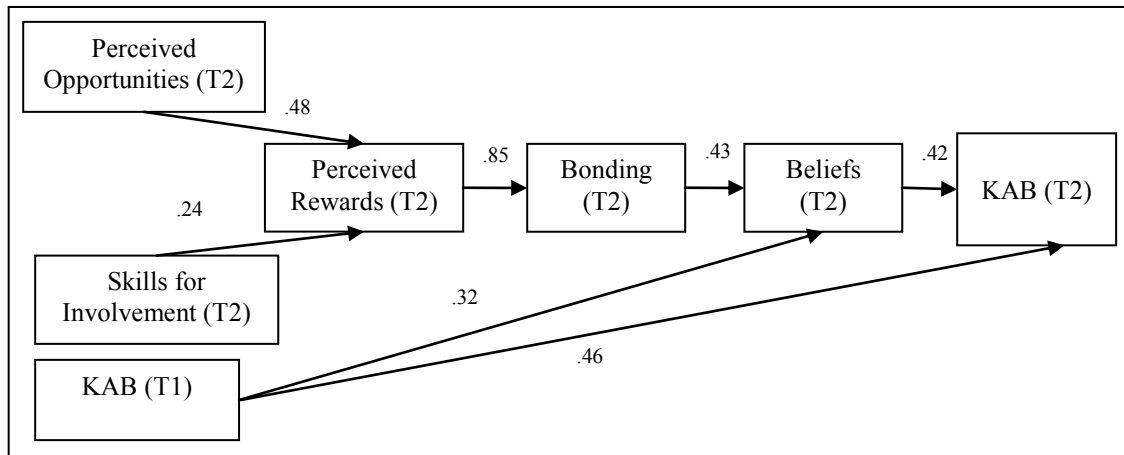 Perceived
Opportunities (T2)
.48
Perceived
Rewards (T2)
.85
Bonding
(T2)
.43
Beliefs
(T2)
.42
KAB (T2)
.24
Skills for
Involvement (T2)
.32
.46
KAB (T1)